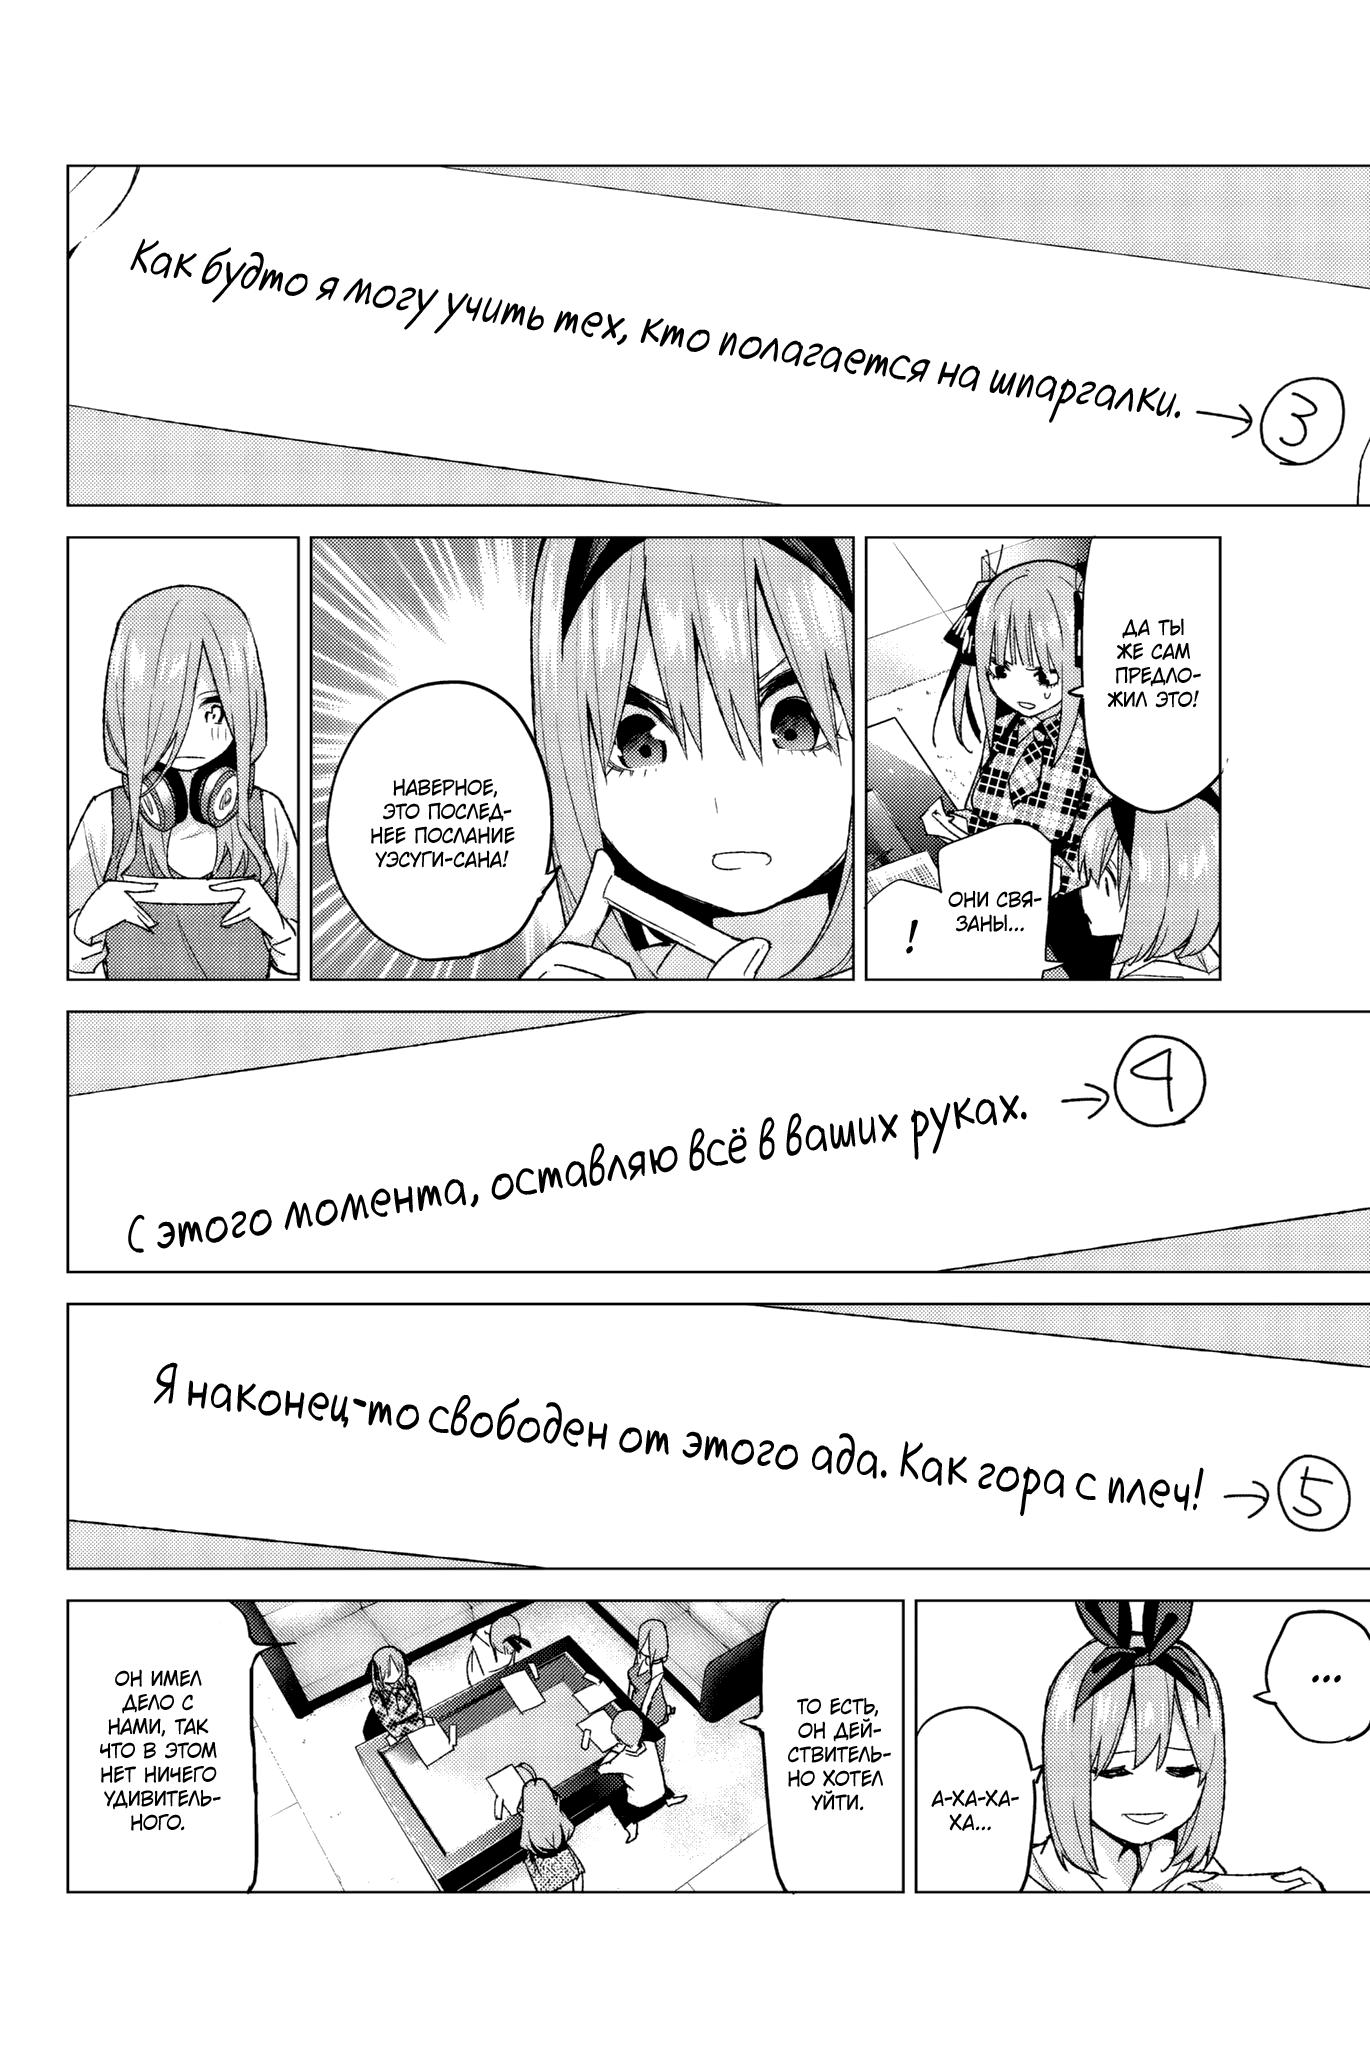 Как будто я могу учить тех, кто полагается на шпаргалки. → ③
ДА ТЫ
ЖЕ САМ
ПРЕДЛО-
ЖИЛ ЭТО!
ОНИ СВЯ-
ЗАНЫ...
!
НАВЕРНОЕ,
ЭТО ПОСЛЕД-
НЕЕ ПОСЛАНИЕ
УЭСУГИ-САНА!
С этого момента, оставляю всё в ваших руках. → ④
Я наконец-то свободен от этого ада. Как гора с плеч! → ⑤
...
А-ХА-ХА-
ХА...
ТО ЕСТЬ,
ОН ДЕЙ-
СТВИТЕЛЬ-
НО ХОТЕЛ
УЙТИ.
ОН ИМЕЛ
ДЕЛО С
НАМИ, ТАК
ЧТО В ЭТОМ
НЕТ НИЧЕГО
УДИВИТЕЛЬ-
НОГО.